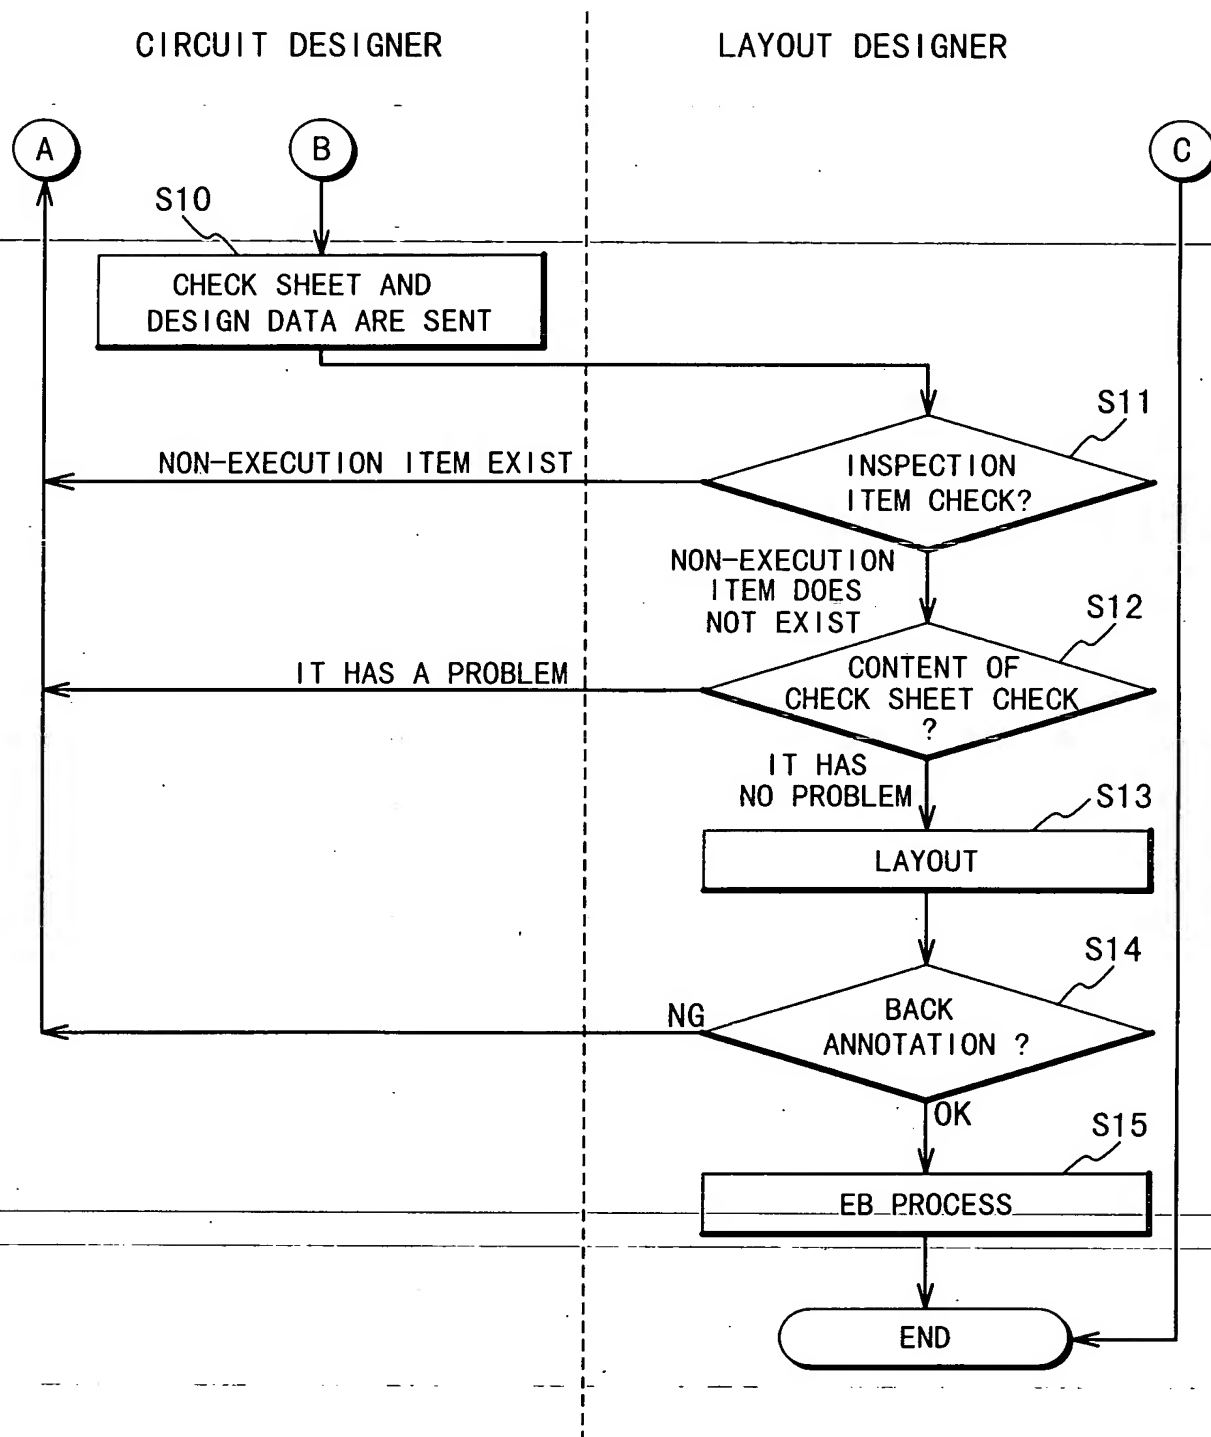 CIRCUIT DESIGNER
LAYOUT DESIGNER
A
B
C
S10
CHECK SHEET AND
DESIGN DATA ARE SENT
S11
INSPECTION
ITEM CHECK?
NON-EXECUTION ITEM EXIST
NON-EXECUTION
ITEM DOES
NOT EXIST
S12
CONTENT OF
CHECK SHEET CHECK
?
IT HAS A PROBLEM
IT HAS
NO PROBLEM
S13
LAYOUT
S14
BACK
ANNOTATION ?
NG
OK
S15
EB PROCESS
END